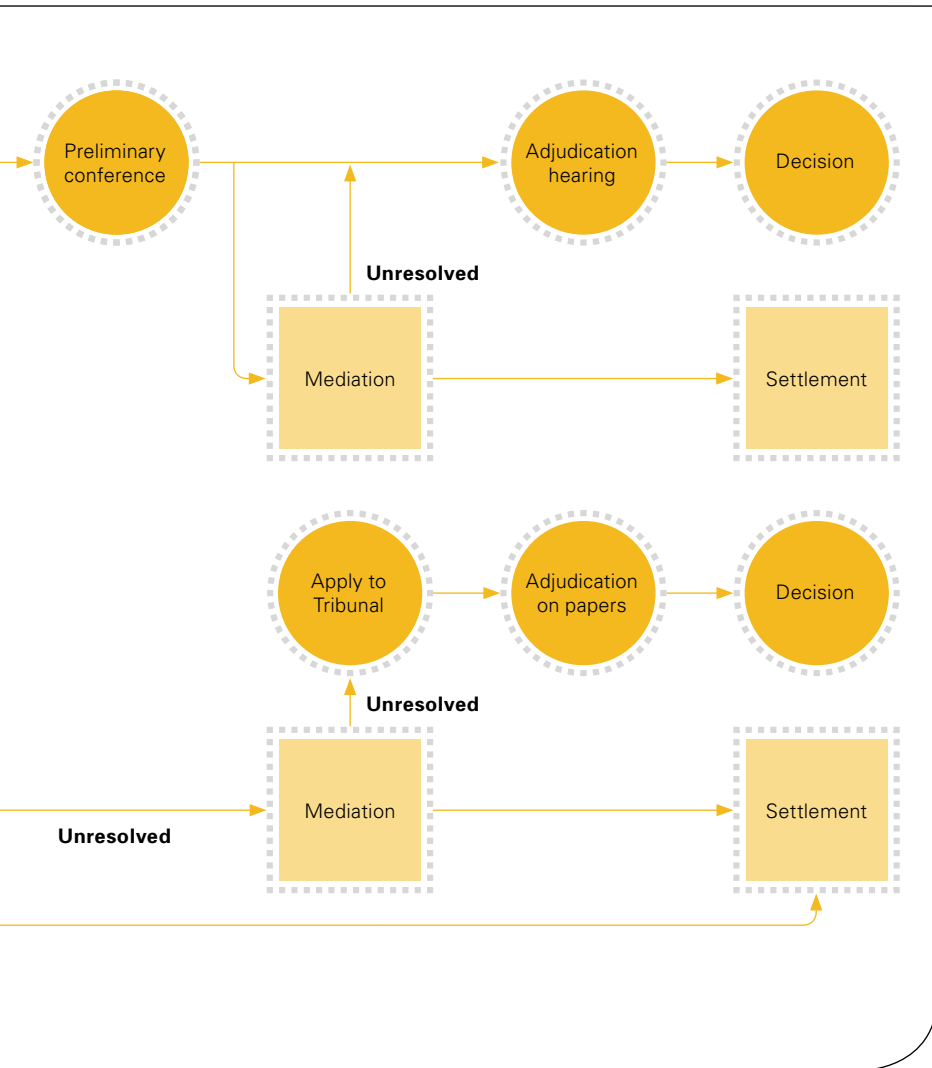 Preliminary
conference
Adjudication
hearing
Decision
Unresolved
Mediation
Settlement
Apply to
Tribunal
Adjudication
on papers
Decision
Unresolved
Mediation
Settlement
Unresolved